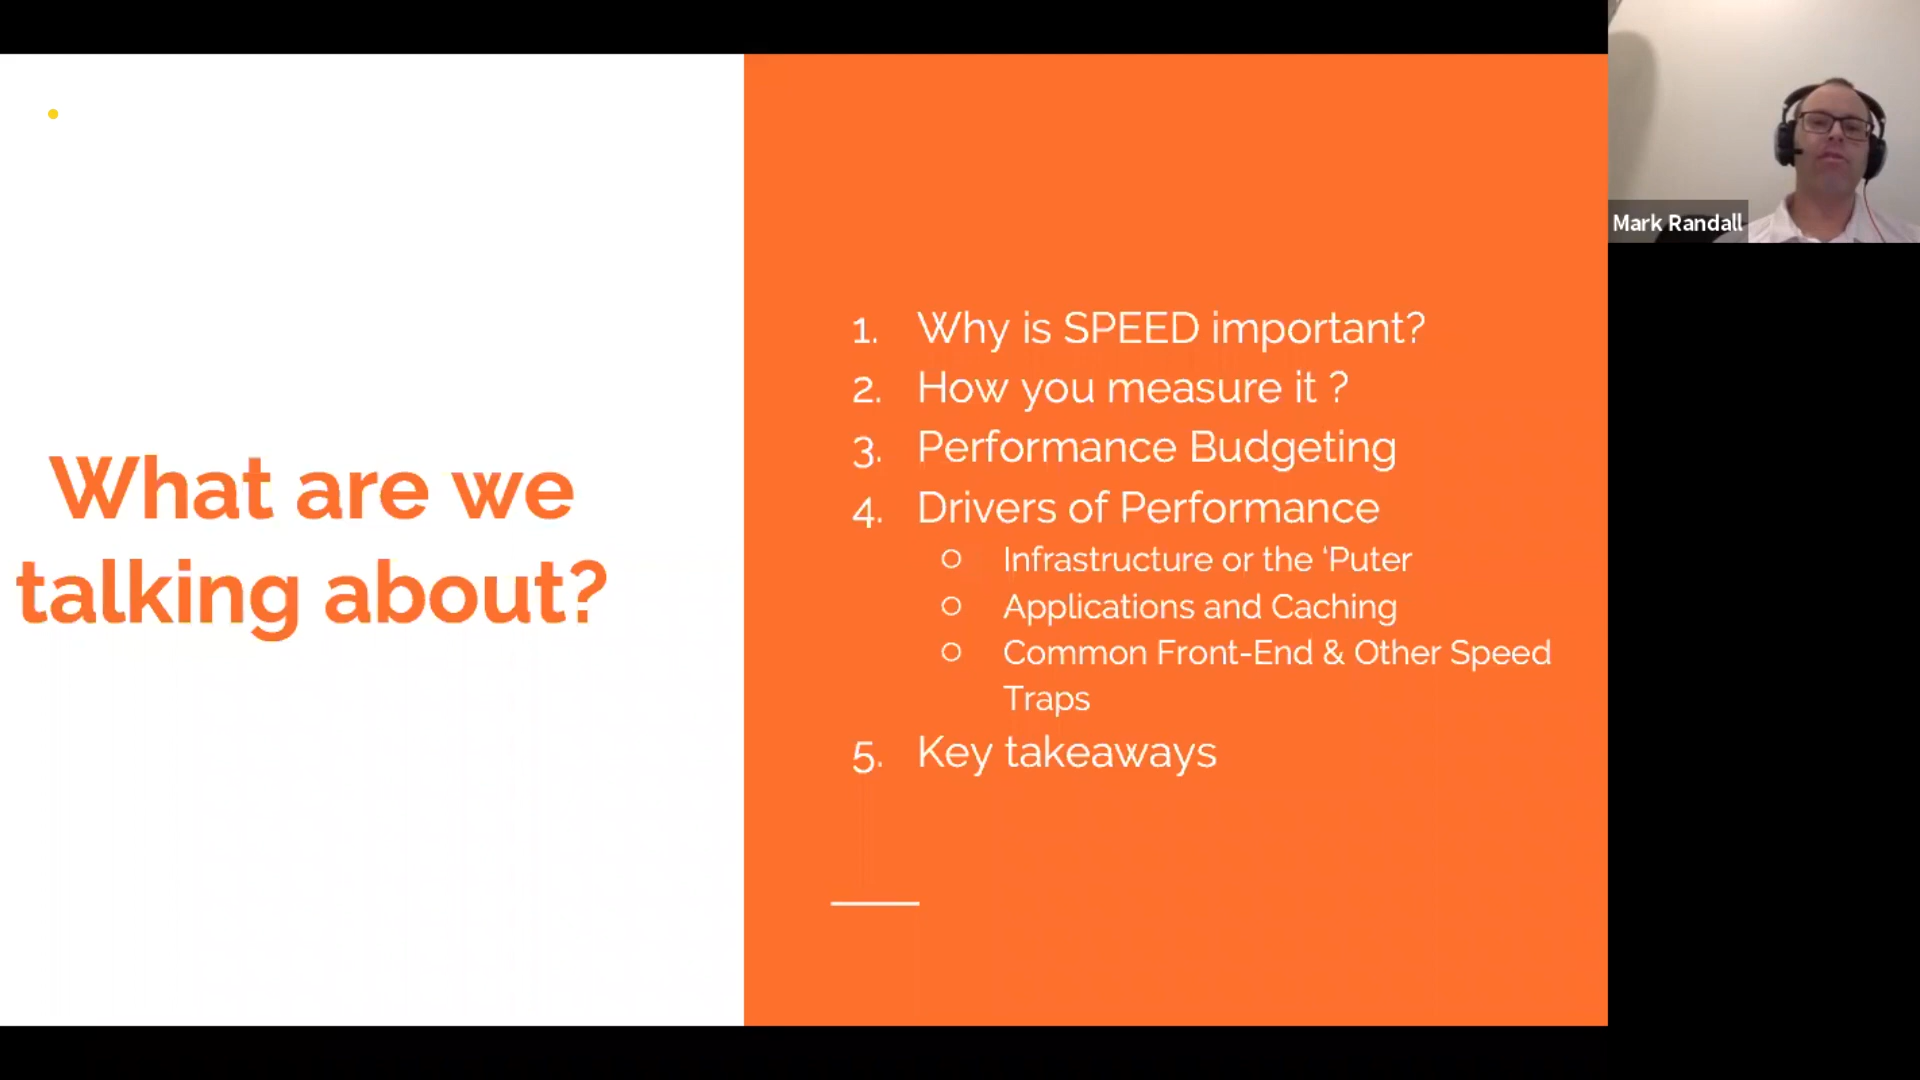 What are we
talking about?
1. Why is SPEED important?
2. How you measure it ?
3. Performance Budgeting
4. Drivers of Performance
○ Infrastructure or the ‘Puter
○ Applications and Caching
○ Common Front-End & Other Speed
Traps
5. Key takeaways
Mark Randall